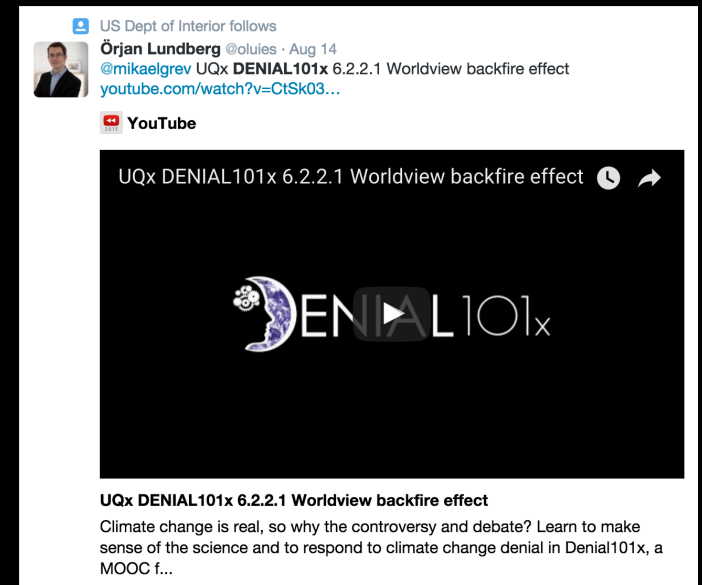 US Dept of Interior follows
Örjan Lundberg @oluies · Aug 14
@mikaelgrev UQx DENIAL101x 6.2.2.1 Worldview backfire effect
youtube.com/watch?v=CtSk03…
2010 YouTube
UQx DENIAL101x 6.2.2.1 Worldview backfire effect
DENIAL101x
UQx DENIAL101x 6.2.2.1 Worldview backfire effect
Climate change is real, so why the controversy and debate? Learn to make
sense of the science and to respond to climate change denial in Denial101x, a
MOOC f...